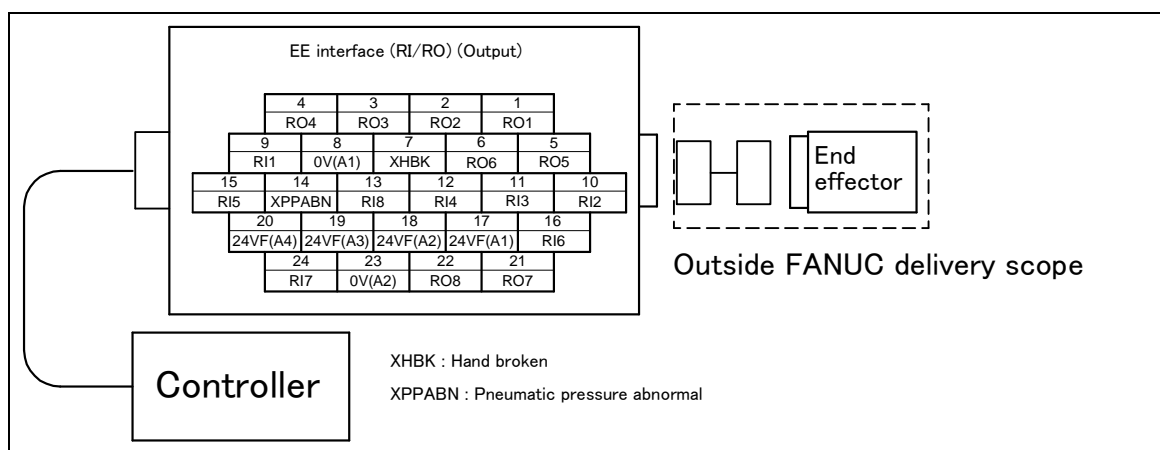 EE interface (RI/RO) (Output)
4 3 2 1
RO4 RO3 RO2 RO1
9 8 7 6 5
RI1 0V(A1) XHBK RO6 RO5
15 14 13 12 11 10
RI5 XPPABN RI8 RI4 RI3 RI2
20 19 18 17 16
24VF(A4) 24VF(A3) 24VF(A2) 24VF(A1) RI6
24 23 22 21
RI7 0V(A2) RO8 RO7
End
effector
Outside FANUC delivery scope
Controller
XHBK : Hand broken
XPPABN : Pneumatic pressure abnormal